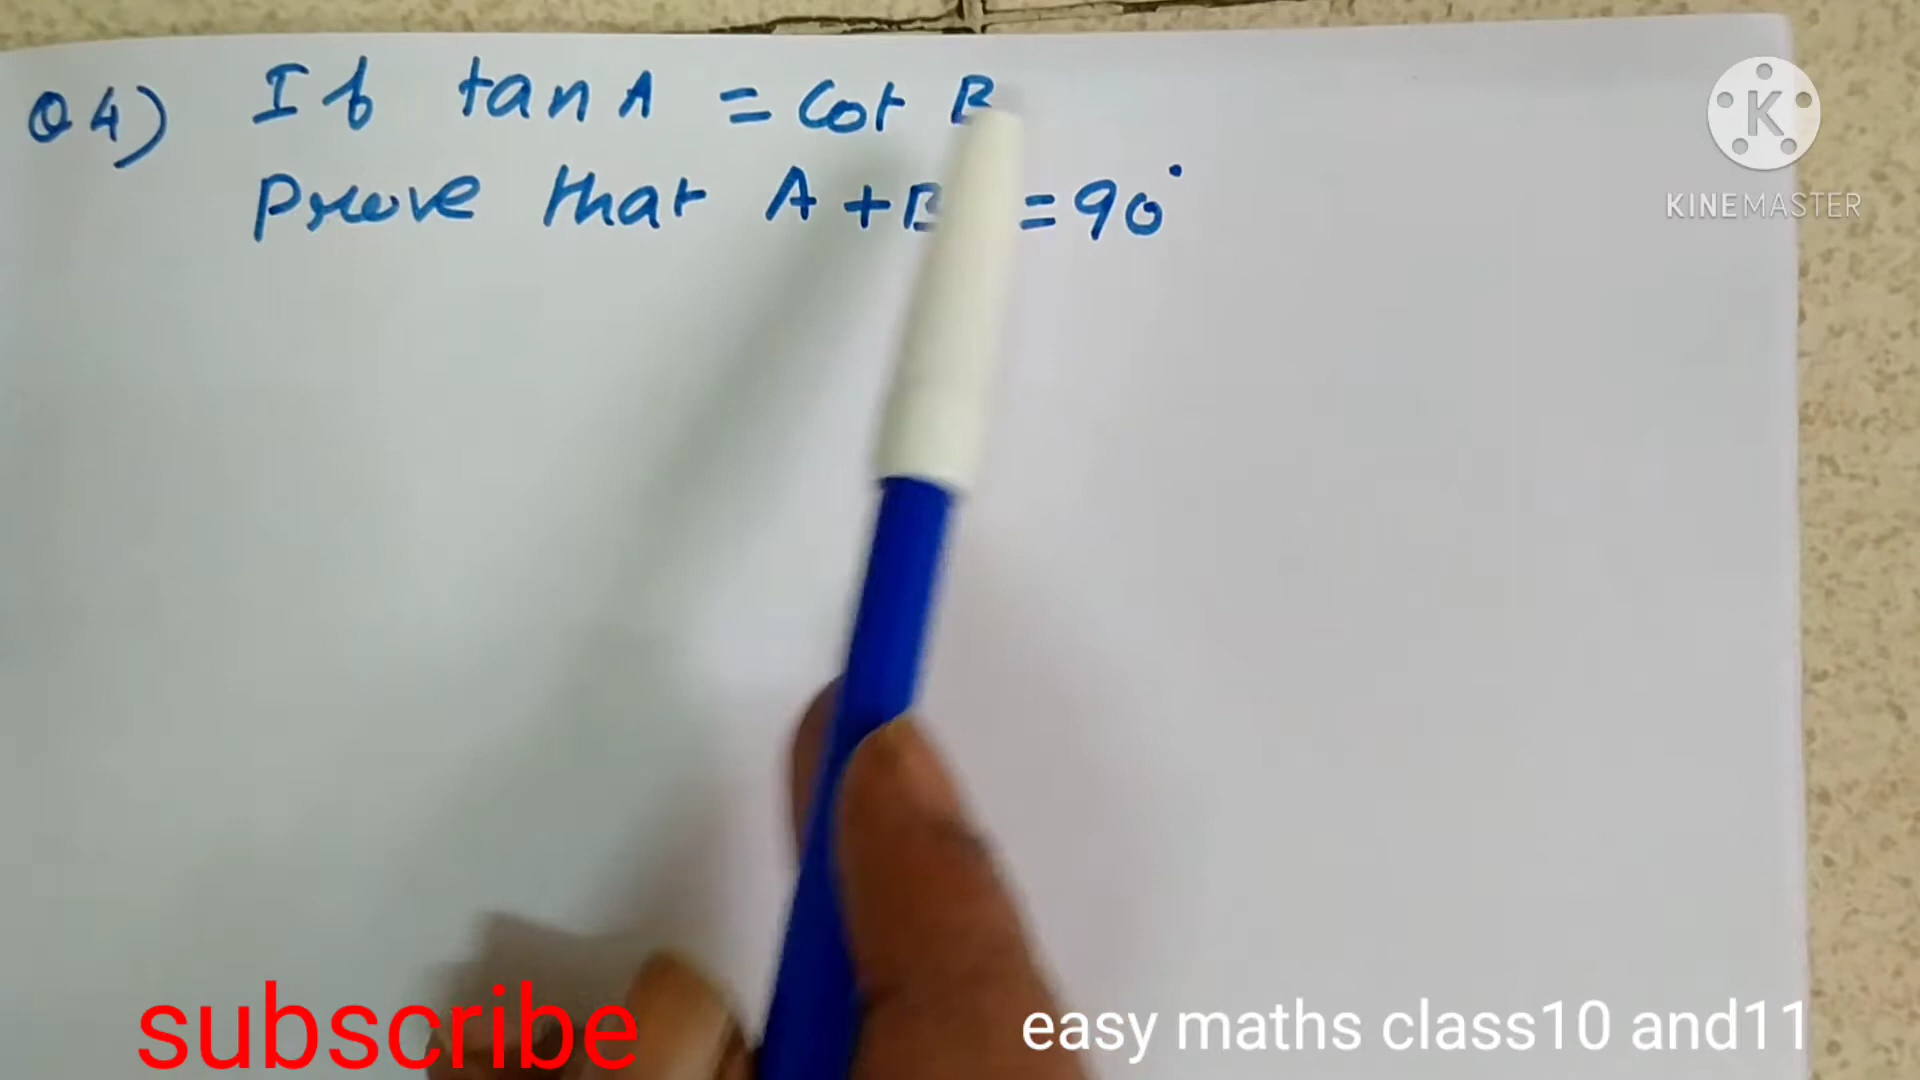 Q4) If tan A = Cot B
Prove that A + B = 90°
K
KINEMASTER
subscribe
easy maths class10 and11